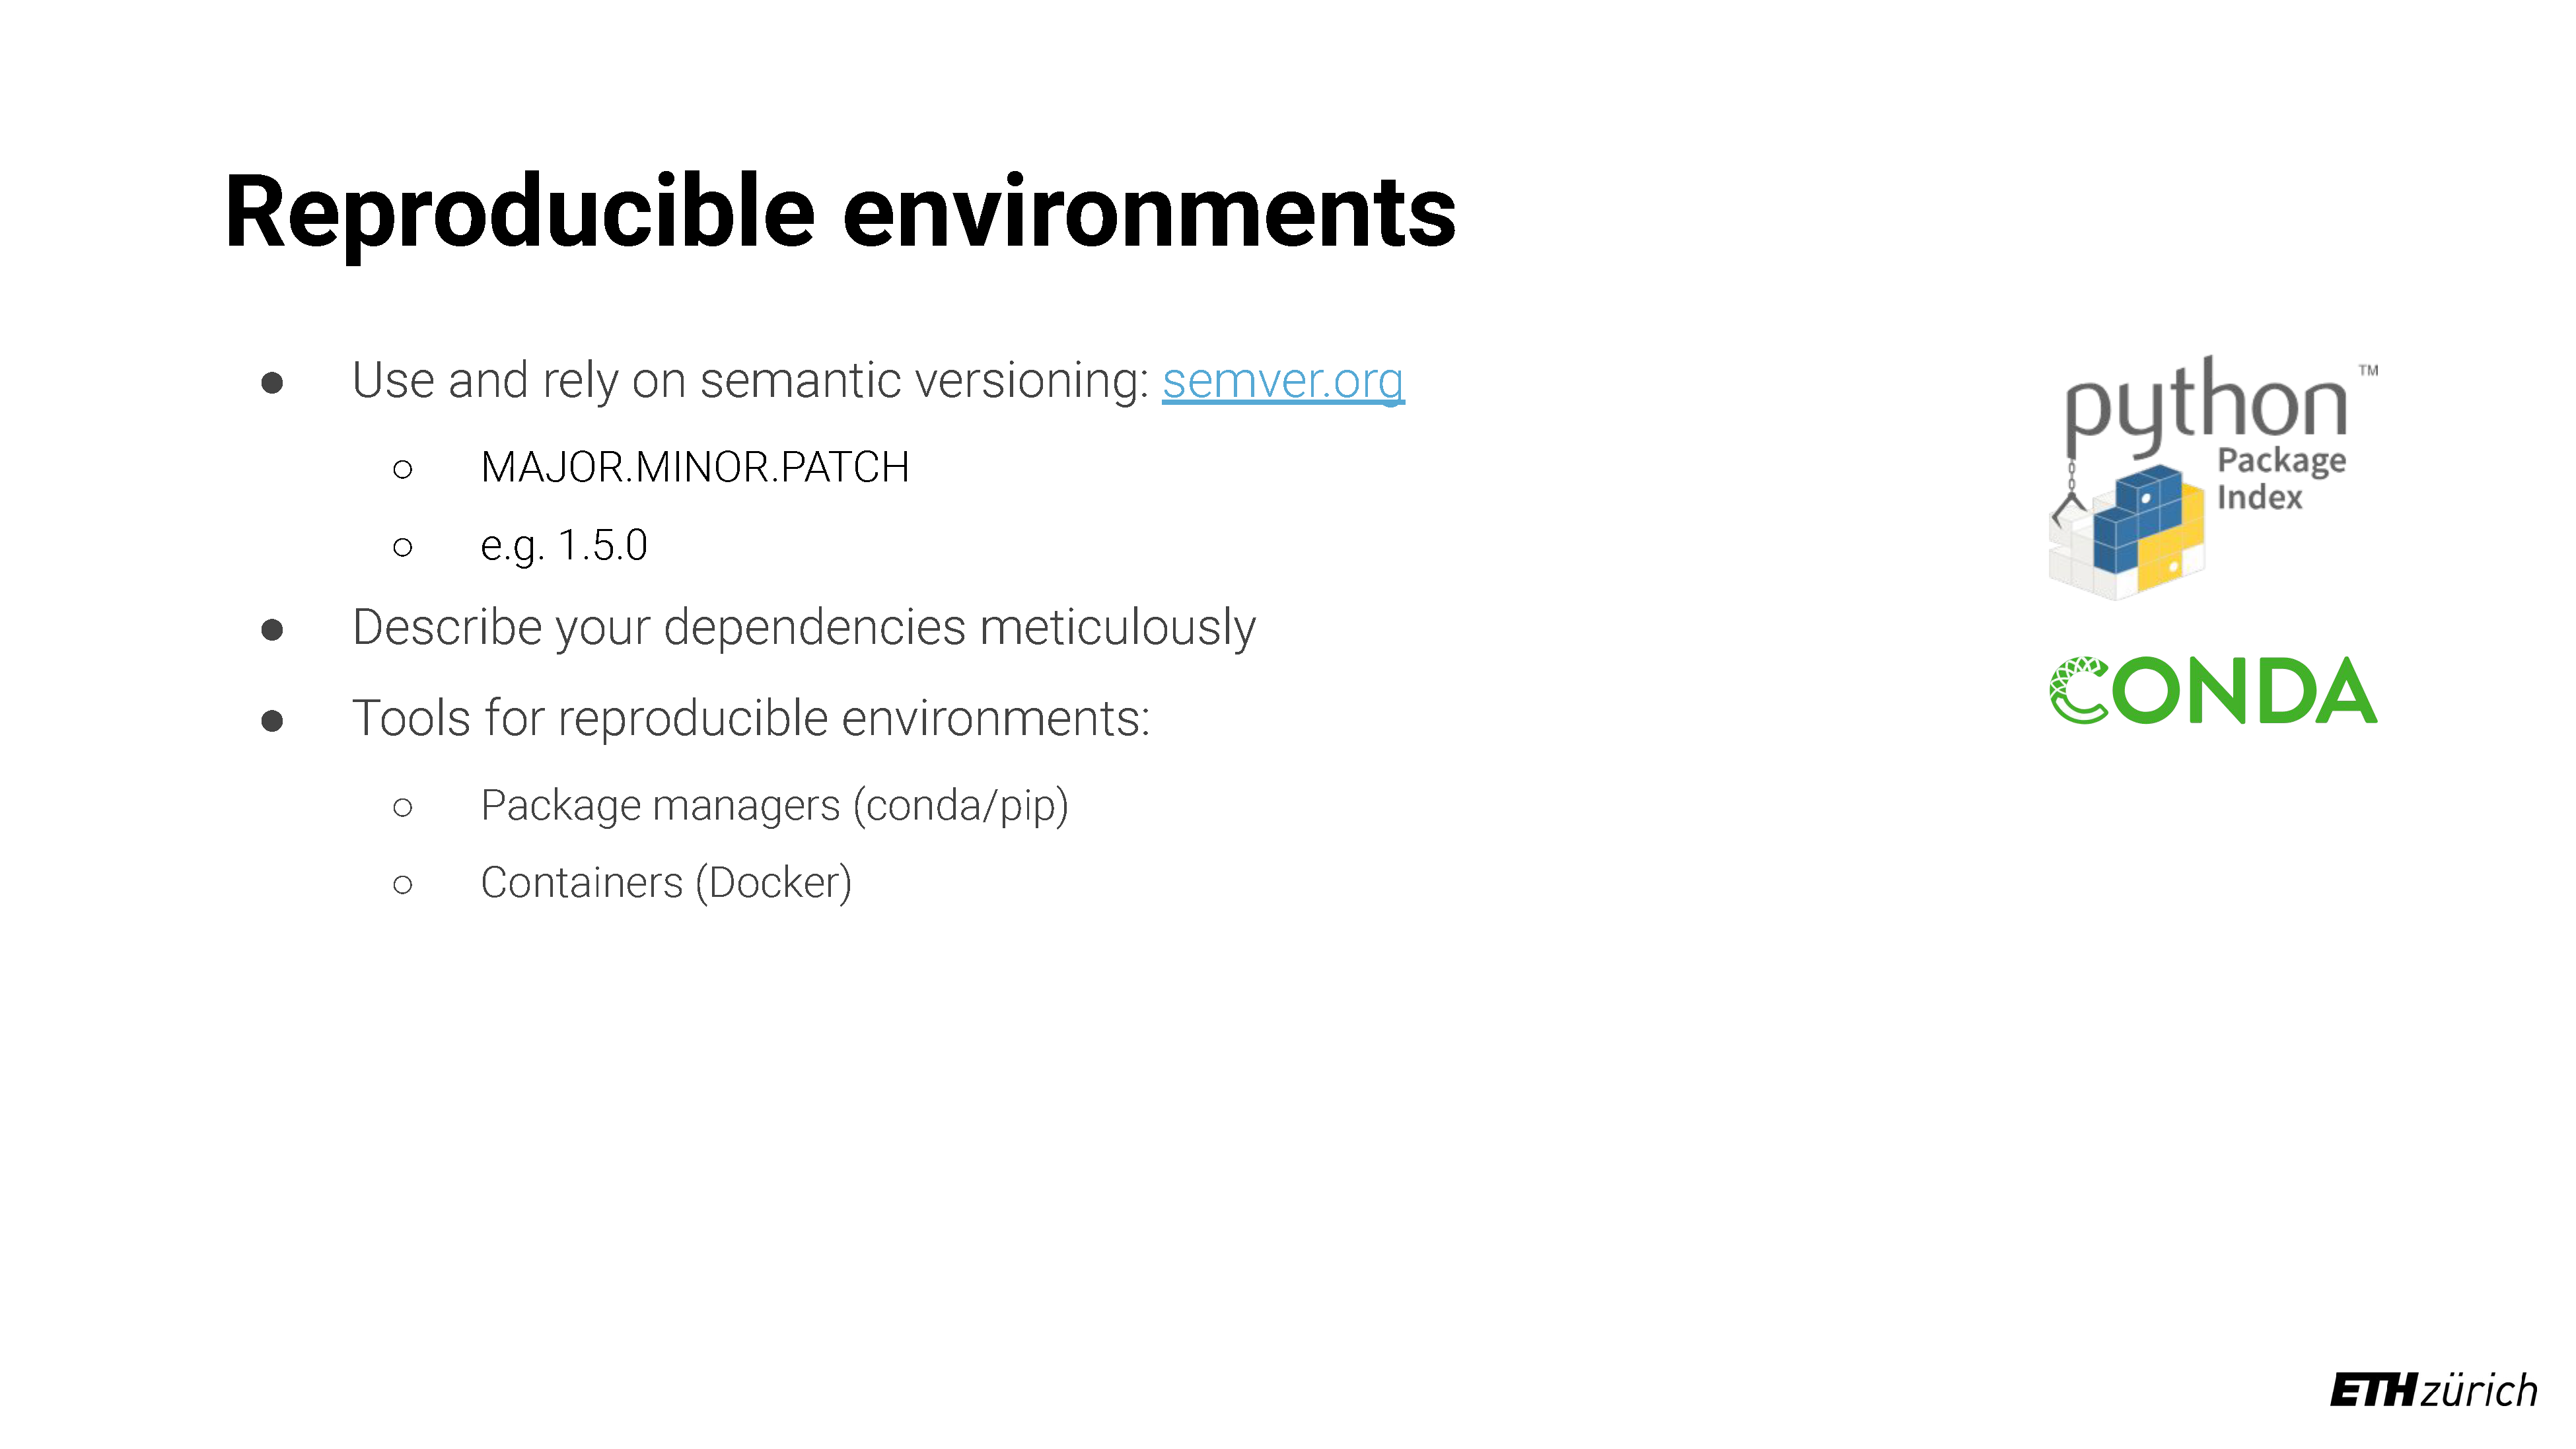 Reproducible environments
● Use and rely on semantic versioning: semver.org
○ MAJOR.MINOR.PATCH
○ e.g. 1.5.0
● Describe your dependencies meticulously
● Tools for reproducible environments:
○ Package managers (conda/pip)
○ Containers (Docker)
python™
Package
Index
CONDA
ETH zürich